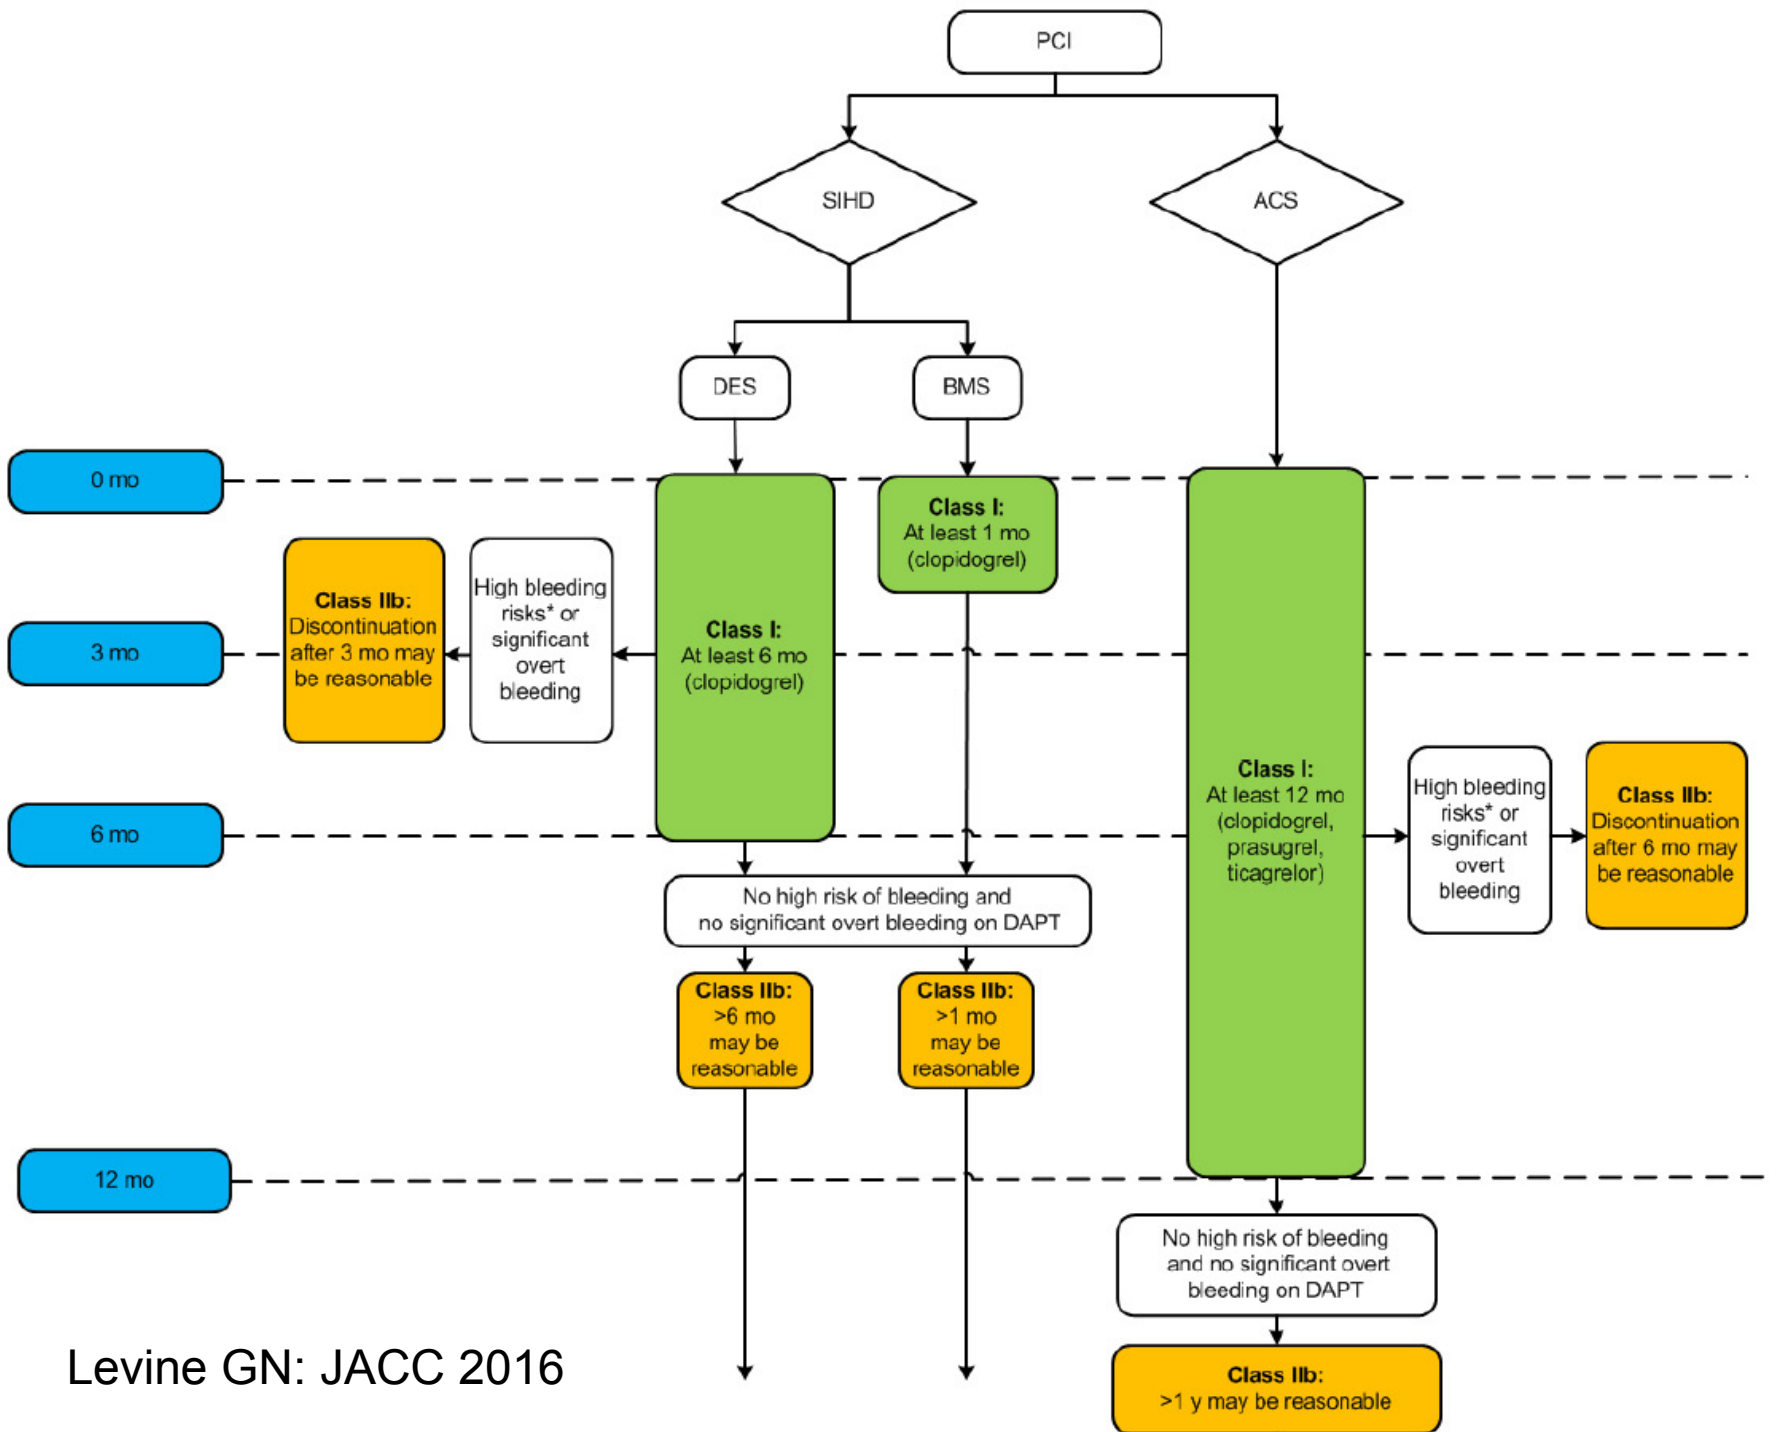 PCI
SIHD
ACS
DES
BMS
0 mo
Class I:
At least 1 mo
(clopidogrel)
3 mo
Class IIb:
Discontinuation
after 3 mo may
be reasonable
High bleeding
risks* or
significant
overt
bleeding
Class I:
At least 6 mo
(clopidogrel)
6 mo
Class I:
At least 12 mo
(clopidogrel,
prasugrel,
ticagrelor)
High bleeding
risks* or
significant
overt
bleeding
Class IIb:
Discontinuation
after 6 mo may
be reasonable
No high risk of bleeding and
no significant overt bleeding on DAPT
Class IIb:
>6 mo
may be
reasonable
Class IIb:
>1 mo
may be
reasonable
12 mo
No high risk of bleeding
and no significant overt
bleeding on DAPT
Class IIb:
>1 y may be reasonable
Levine GN: JACC 2016